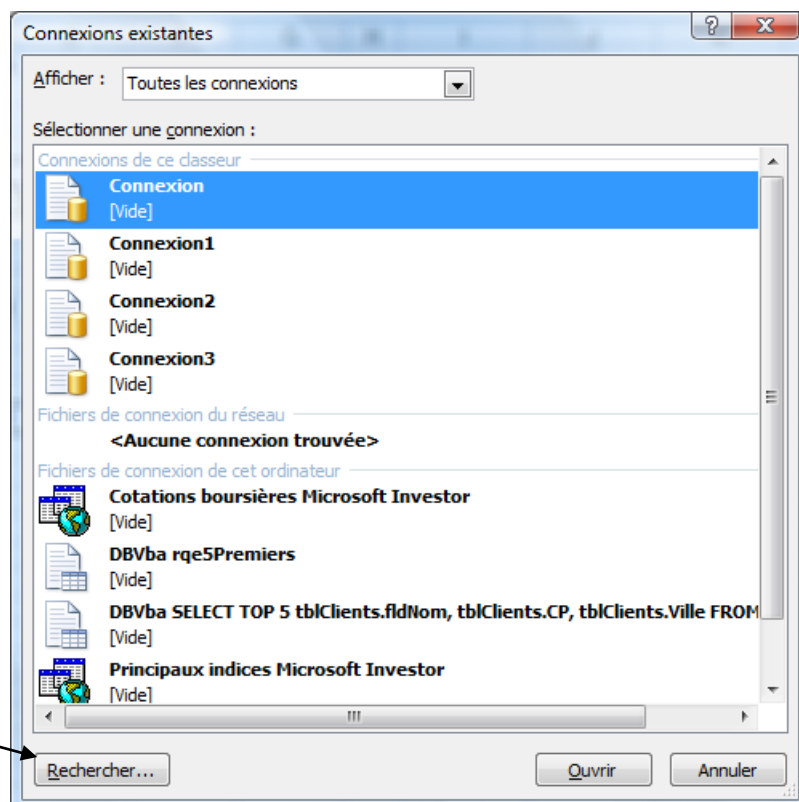 Connexions existantes
Afficher :
Toutes les connexions
Sélectionner une connexion :
Connexions de ce classeur
Connexion
[Vide]
Connexion1
[Vide]
Connexion2
[Vide]
Connexion3
[Vide]
Fichiers de connexion du réseau
<Aucune connexion trouvée>
Fichiers de connexion de cet ordinateur
Cotations boursières Microsoft Investor
[Vide]
DBVba rqe5Premiers
[Vide]
DBVba SELECT TOP 5 tblClients.fldNom, tblClients.CP, tblClients.Ville FROM
[Vide]
Principaux indices Microsoft Investor
[Vide]
Rechercher... Ouvrir Annuler